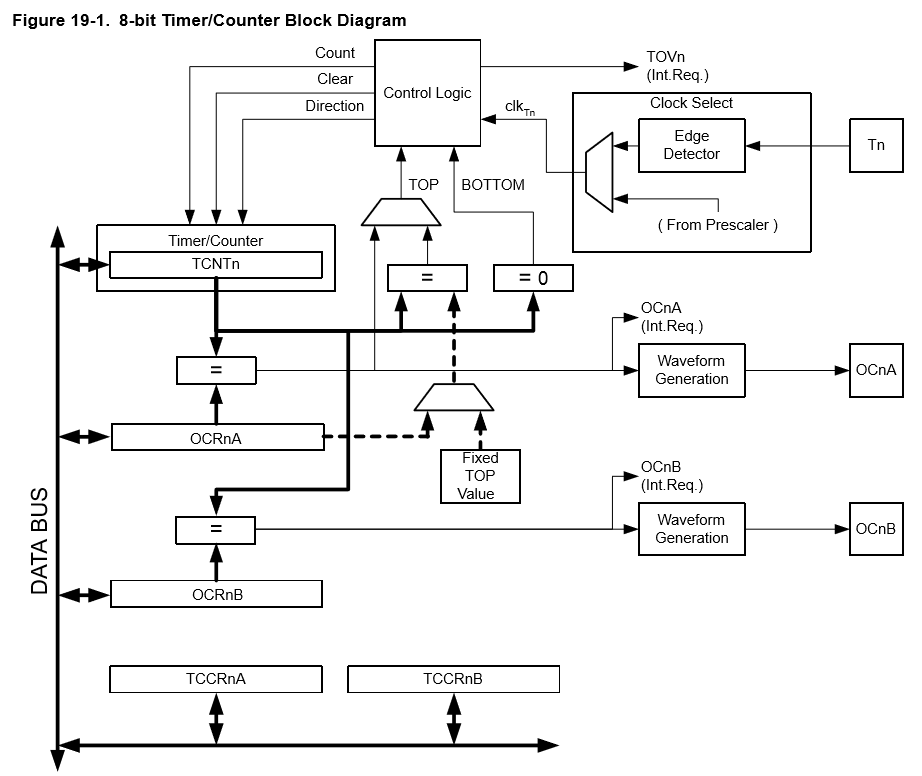 Figure 19-1. 8-bit Timer/Counter Block Diagram
Count
Clear
Direction
Control Logic
TOVn
(Int.Req.)
clkTn
Clock Select
Edge
Detector
Tn
( From Prescaler )
TOP
BOTTOM
Timer/Counter
TCNTn
=
= 0
OCnA
(Int.Req.)
=
Waveform
Generation
OCnA
OCRnA
Fixed
TOP
Value
OCnB
(Int.Req.)
=
Waveform
Generation
OCnB
OCRnB
DATA BUS
TCCRnA
TCCRnB